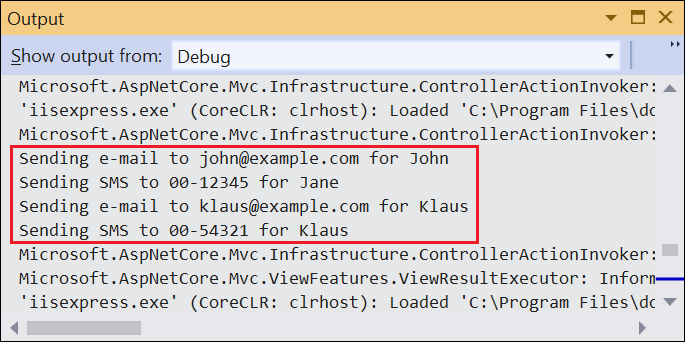 Output
Show output from: Debug
Microsoft.AspNetCore.Mvc.Infrastructure.ControllerActionInvoker:
'iisexpress.exe' (CoreCLR: clrhost): Loaded 'C:\Program Files\dc
Microsoft.AspNetCore.Mvc.Infrastructure.ControllerActionInvoker:
Sending e-mail to john@example.com for John
Sending SMS to 00-12345 for Jane
Sending e-mail to klaus@example.com for Klaus
Sending SMS to 00-54321 for Klaus
Microsoft.AspNetCore.Mvc.Infrastructure.ControllerActionInvoker:
Microsoft.AspNetCore.Mvc.ViewFeatures.ViewResultExecutor: Inform
'iisexpress.exe' (CoreCLR: clrhost): Loaded 'C:\Program Files\dc